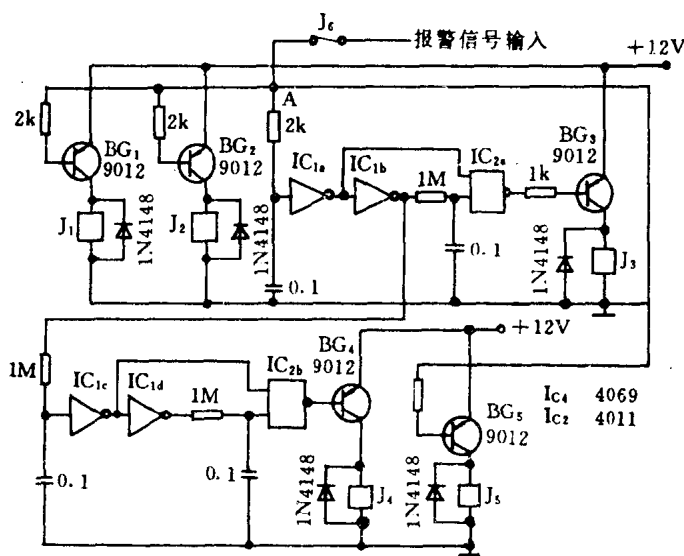 J₆
报警信号输入
+12V
A
2k
2k
2k
BG₁
9012
BG₂
9012
IC₁ₐ
IC₁b
1M
IC₂ₐ
1k
BG₃
9012
J₁
1N4148
J₂
1N4148
0.1
0.1
1N4148
J₃
1M
IC₁c
IC₁d
1M
IC₂b
BG₄
9012
+12V
BG₅
9012
Ic₄ 4069
Ic₂ 4011
0.1
0.1
1N4148
J₄
1N4148
J₅